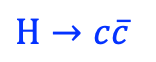 H → cc̄